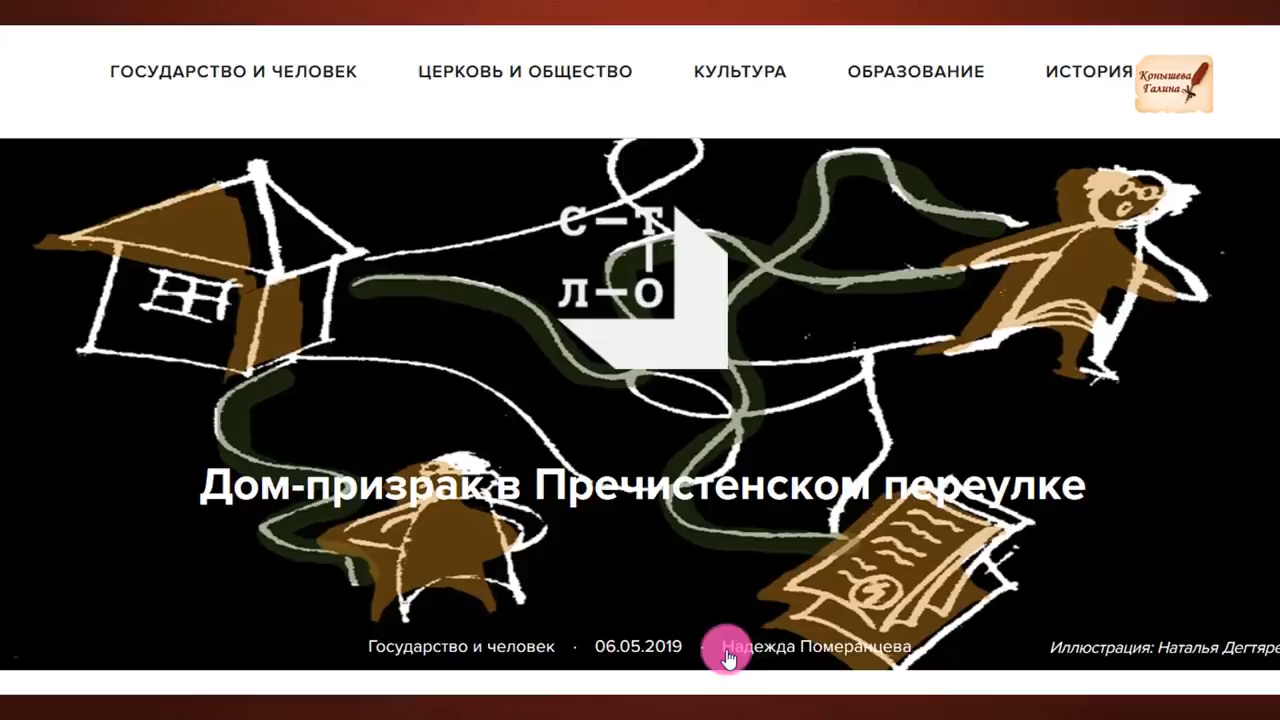 ГОСУДАРСТВО И ЧЕЛОВЕК ЦЕРКОВЬ И ОБЩЕСТВО КУЛЬТУРА ОБРАЗОВАНИЕ ИСТОРИЯ
Конышева
Галина
С–Т
Л–О
Дом-призрак в Пречистенском переулке
Государство и человек · 06.05.2019 · Надежда Померанцева
Иллюстрация: Наталья Дегтяре